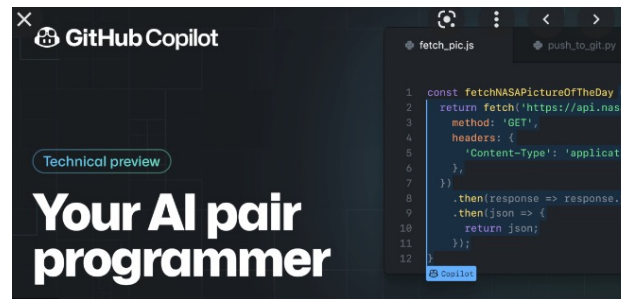 GitHub Copilot
Technical preview
Your AI pair
programmer
fetch_pic.js
push_to_git.py
1 const fetchNASAPictureOfTheDay
2 return fetch('https://api.nas
3 method: 'GET',
4 headers: {
5 'Content-Type': 'applicat
6 },
7 })
8 .then(response => response.
9 .then(json => {
10 return json;
11 });
12 }
Copilot